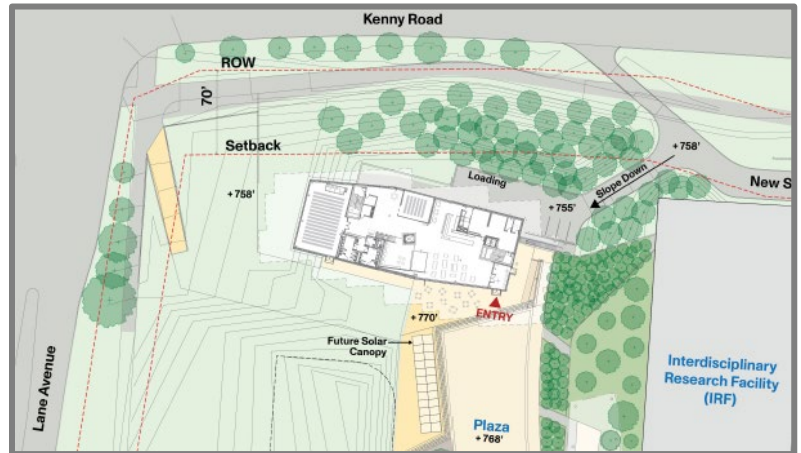 Kenny Road
ROW
70'
Setback
+758'
Loading
+758'
Slope Down
New S
+755'
+770'
ENTRY
Future Solar
Canopy
Lane Avenue
Interdisciplinary
Research Facility
(IRF)
Plaza
+768'